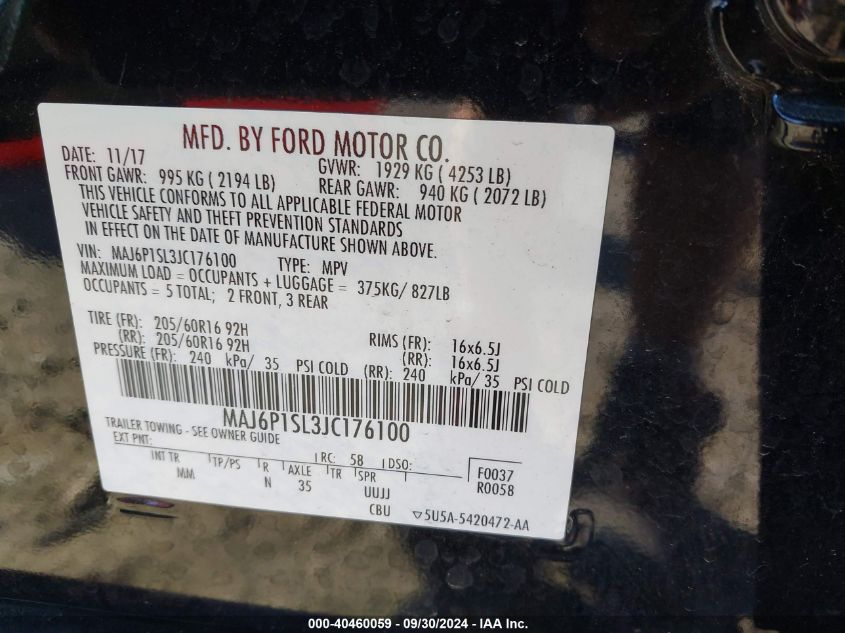 MFD. BY FORD MOTOR CO.
DATE: 11/17 GVWR: 1929 KG ( 4253 LB)
FRONT GAWR: 995 KG ( 2194 LB) REAR GAWR: 940 KG ( 2072 LB)
THIS VEHICLE CONFORMS TO ALL APPLICABLE FEDERAL MOTOR
VEHICLE SAFETY AND THEFT PREVENTION STANDARDS
IN EFFECT ON THE DATE OF MANUFACTURE SHOWN ABOVE.
VIN: MAJ6P1SL3JC176100 TYPE: MPV
MAXIMUM LOAD = OCCUPANTS + LUGGAGE = 375KG/ 827LB
OCCUPANTS = 5 TOTAL; 2 FRONT, 3 REAR
TIRE (FR): 205/60R16 92H RIMS (FR): 16x6.5J
(RR): 205/60R16 92H (RR): 16x6.5J
PRESSURE (FR): 240 kPa/ 35 PSI COLD (RR): 240 kPa/ 35 PSI COLD
MAJ6P1SL3JC176100
TRAILER TOWING - SEE OWNER GUIDE
EXT PNT: RC: 58 DSO: F0037
INT TR TP/PS R AXLE TR SPR R0058
MM N 35 UUJJ
CBU 5U5A-5420472-AA
000-40460059 - 09/30/2024 - IAA Inc.